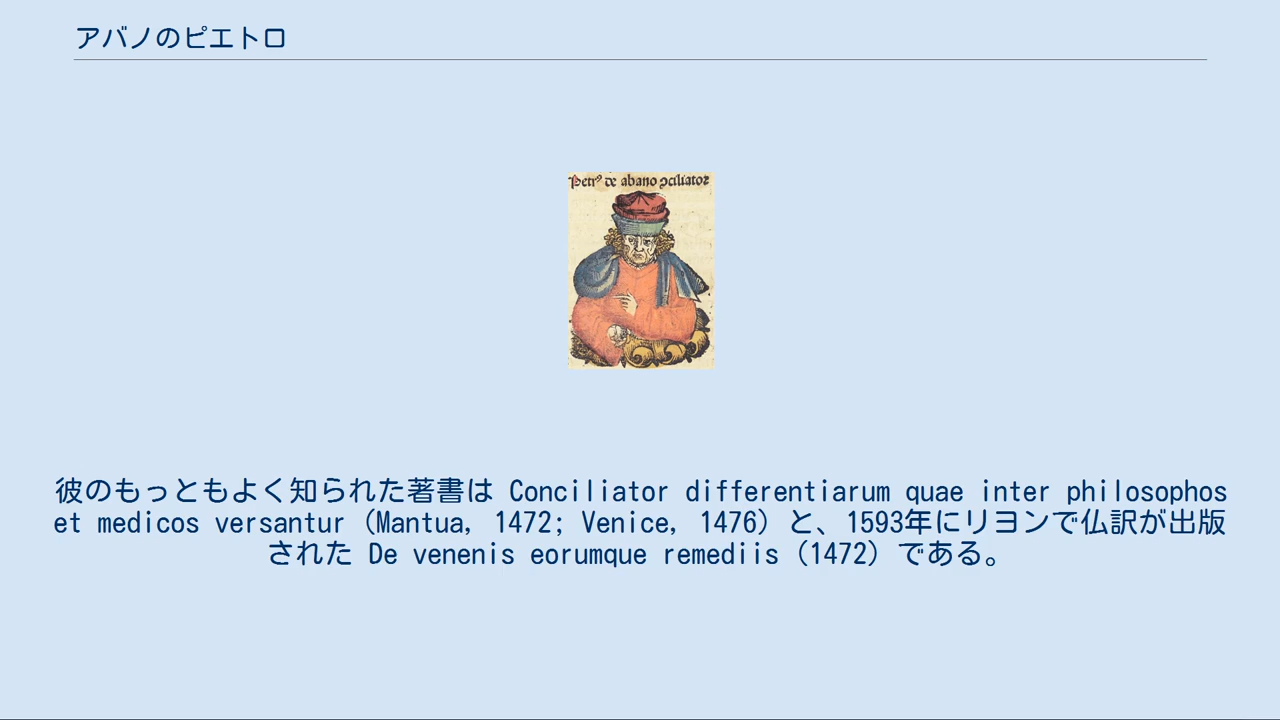 アバノのピエトロ
Petrꝰ de abano ↄciliator
彼のもっともよく知られた著書は Conciliator differentiarum quae inter philosophos
et medicos versantur (Mantua, 1472; Venice, 1476) と、1593年にリヨンで仏訳が出版
された De venenis eorumque remediis (1472) である。